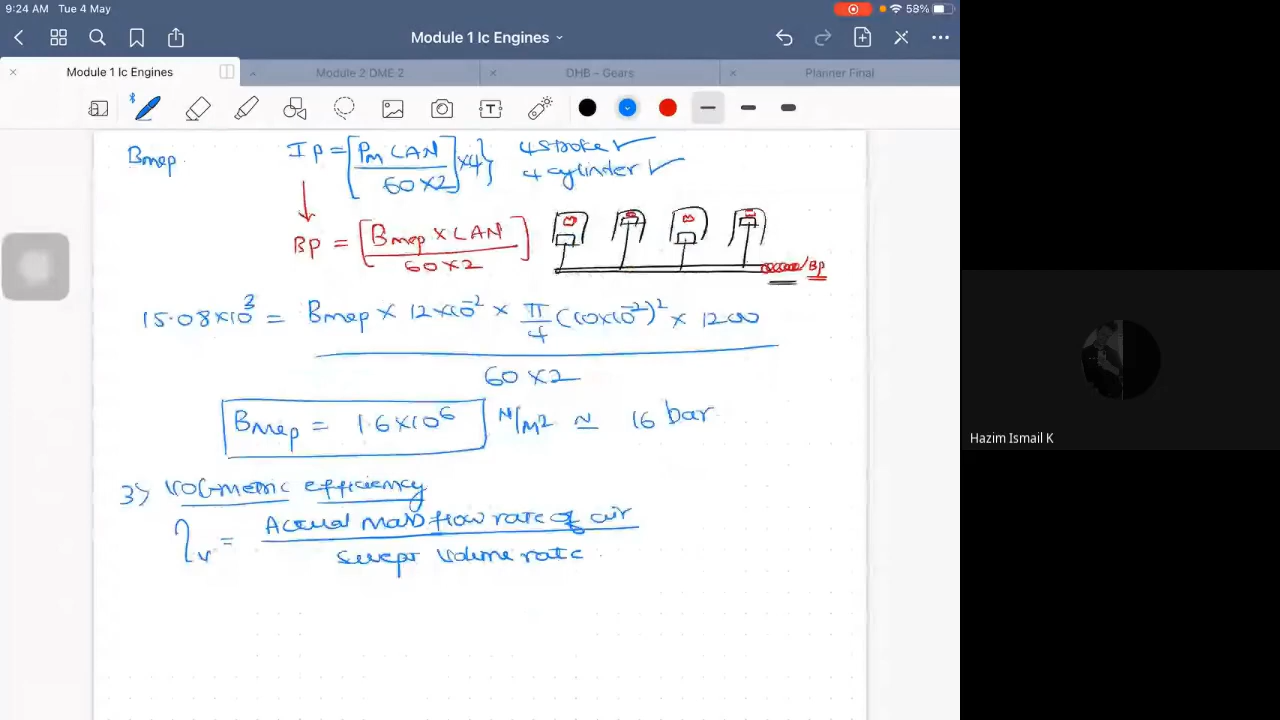 9:24 AM Tue 4 May
58%
Module 1 Ic Engines
Module 1 Ic Engines
Module 2 DME 2
DHB - Gears
Planner Final
Bmep Ip = [Pm LAN / 60×2] ×4} 4 stroke ✓
4 cylinder ✓
Bp = [Bmep × LAN / 60×2]
Bp
15.08×10³ = Bmep × 12×10⁻² × π/4 (10×10⁻²)² × 1200
60×2
Bmep = 1.6×10⁶ N/m² ≃ 16 bar
3) Volumetric efficiency
ηv = Actual mass flow rate of air
swept volume rate
Hazim Ismail K